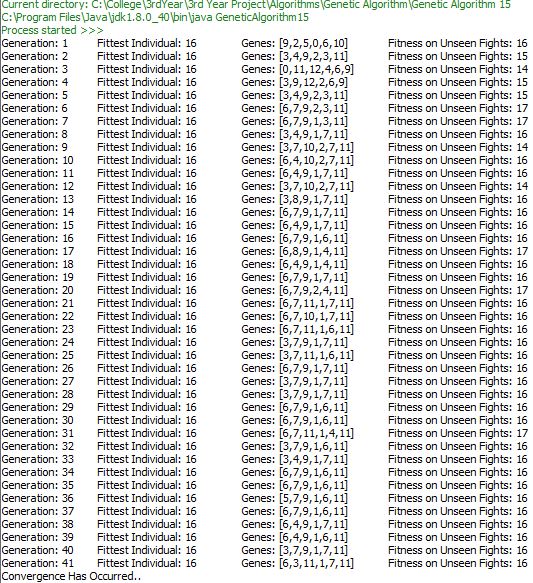 Current directory: C:\College\3rdYear\3rd Year Project\Algorithms\Genetic Algorithm\Genetic Algorithm 15
C:\Program Files\Java\jdk1.8.0_40\bin\java GeneticAlgorithm15
Process started >>>
Generation: 1 Fittest Individual: 16 Genes: [9,2,5,0,6,10] Fitness on Unseen Fights: 16
Generation: 2 Fittest Individual: 16 Genes: [3,4,9,2,3,11] Fitness on Unseen Fights: 15
Generation: 3 Fittest Individual: 16 Genes: [0,11,12,4,6,9] Fitness on Unseen Fights: 14
Generation: 4 Fittest Individual: 16 Genes: [3,9,12,2,6,9] Fitness on Unseen Fights: 15
Generation: 5 Fittest Individual: 16 Genes: [3,4,9,2,3,11] Fitness on Unseen Fights: 15
Generation: 6 Fittest Individual: 16 Genes: [6,7,9,2,3,11] Fitness on Unseen Fights: 17
Generation: 7 Fittest Individual: 16 Genes: [6,7,9,1,3,11] Fitness on Unseen Fights: 17
Generation: 8 Fittest Individual: 16 Genes: [3,4,9,1,7,11] Fitness on Unseen Fights: 16
Generation: 9 Fittest Individual: 16 Genes: [3,7,10,2,7,11] Fitness on Unseen Fights: 14
Generation: 10 Fittest Individual: 16 Genes: [6,4,10,2,7,11] Fitness on Unseen Fights: 16
Generation: 11 Fittest Individual: 16 Genes: [6,4,9,1,7,11] Fitness on Unseen Fights: 16
Generation: 12 Fittest Individual: 16 Genes: [3,7,10,2,7,11] Fitness on Unseen Fights: 14
Generation: 13 Fittest Individual: 16 Genes: [3,8,9,1,7,11] Fitness on Unseen Fights: 16
Generation: 14 Fittest Individual: 16 Genes: [6,7,9,1,7,11] Fitness on Unseen Fights: 16
Generation: 15 Fittest Individual: 16 Genes: [6,4,9,1,7,11] Fitness on Unseen Fights: 16
Generation: 16 Fittest Individual: 16 Genes: [6,7,9,1,6,11] Fitness on Unseen Fights: 16
Generation: 17 Fittest Individual: 16 Genes: [6,8,9,1,4,11] Fitness on Unseen Fights: 17
Generation: 18 Fittest Individual: 16 Genes: [6,4,9,1,4,11] Fitness on Unseen Fights: 16
Generation: 19 Fittest Individual: 16 Genes: [6,7,9,1,7,11] Fitness on Unseen Fights: 16
Generation: 20 Fittest Individual: 16 Genes: [6,7,9,2,4,11] Fitness on Unseen Fights: 17
Generation: 21 Fittest Individual: 16 Genes: [6,7,11,1,7,11] Fitness on Unseen Fights: 16
Generation: 22 Fittest Individual: 16 Genes: [6,7,10,1,7,11] Fitness on Unseen Fights: 16
Generation: 23 Fittest Individual: 16 Genes: [6,7,11,1,6,11] Fitness on Unseen Fights: 16
Generation: 24 Fittest Individual: 16 Genes: [3,7,9,1,7,11] Fitness on Unseen Fights: 16
Generation: 25 Fittest Individual: 16 Genes: [3,7,11,1,6,11] Fitness on Unseen Fights: 16
Generation: 26 Fittest Individual: 16 Genes: [6,7,9,1,7,11] Fitness on Unseen Fights: 16
Generation: 27 Fittest Individual: 16 Genes: [3,7,9,1,7,11] Fitness on Unseen Fights: 16
Generation: 28 Fittest Individual: 16 Genes: [3,7,9,1,7,11] Fitness on Unseen Fights: 16
Generation: 29 Fittest Individual: 16 Genes: [6,7,9,1,6,11] Fitness on Unseen Fights: 16
Generation: 30 Fittest Individual: 16 Genes: [6,7,9,1,6,11] Fitness on Unseen Fights: 16
Generation: 31 Fittest Individual: 16 Genes: [6,7,11,1,4,11] Fitness on Unseen Fights: 17
Generation: 32 Fittest Individual: 16 Genes: [3,7,9,1,6,11] Fitness on Unseen Fights: 16
Generation: 33 Fittest Individual: 16 Genes: [3,4,9,1,7,11] Fitness on Unseen Fights: 16
Generation: 34 Fittest Individual: 16 Genes: [6,7,9,1,6,11] Fitness on Unseen Fights: 16
Generation: 35 Fittest Individual: 16 Genes: [6,7,9,1,6,11] Fitness on Unseen Fights: 16
Generation: 36 Fittest Individual: 16 Genes: [5,7,9,1,6,11] Fitness on Unseen Fights: 16
Generation: 37 Fittest Individual: 16 Genes: [6,7,9,1,6,11] Fitness on Unseen Fights: 16
Generation: 38 Fittest Individual: 16 Genes: [6,4,9,1,7,11] Fitness on Unseen Fights: 16
Generation: 39 Fittest Individual: 16 Genes: [6,4,9,1,6,11] Fitness on Unseen Fights: 16
Generation: 40 Fittest Individual: 16 Genes: [3,7,9,1,7,11] Fitness on Unseen Fights: 16
Generation: 41 Fittest Individual: 16 Genes: [6,3,11,1,7,11] Fitness on Unseen Fights: 16
Convergence Has Occurred..